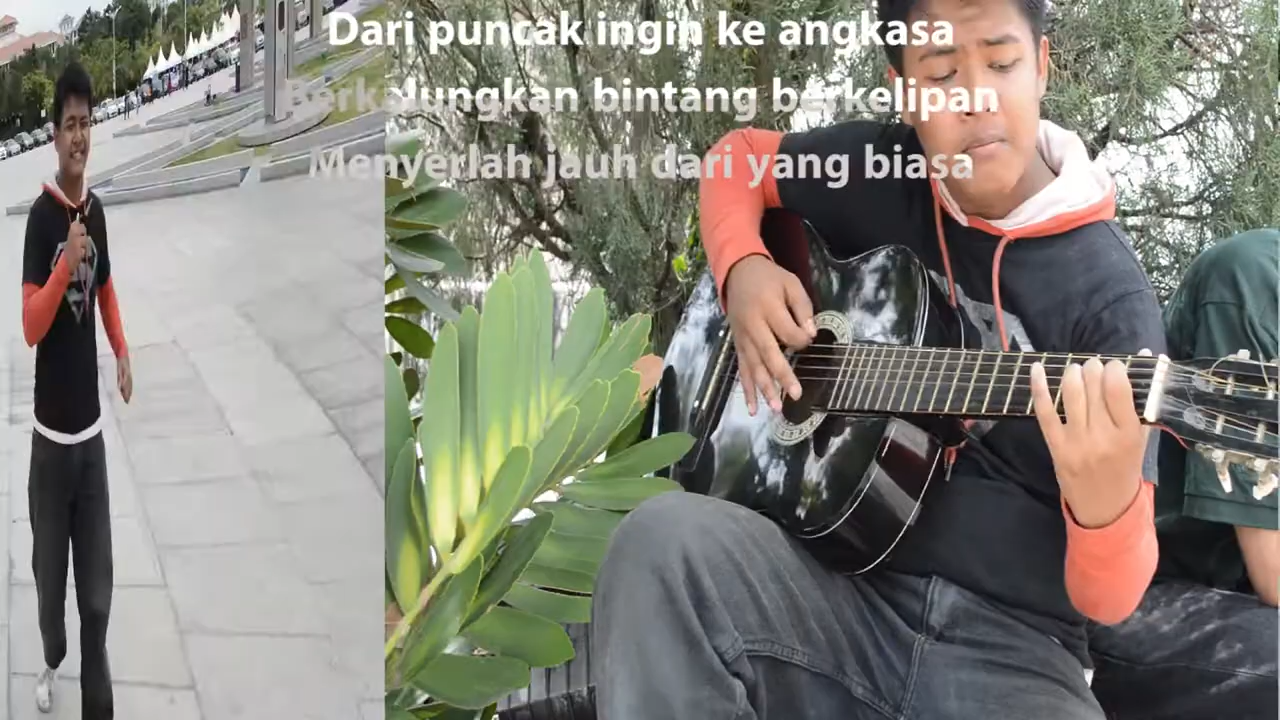 Dari puncak ingin ke angkasa
Berkalungkan bintang berkelipan
Menyerlah jauh dari yang biasa